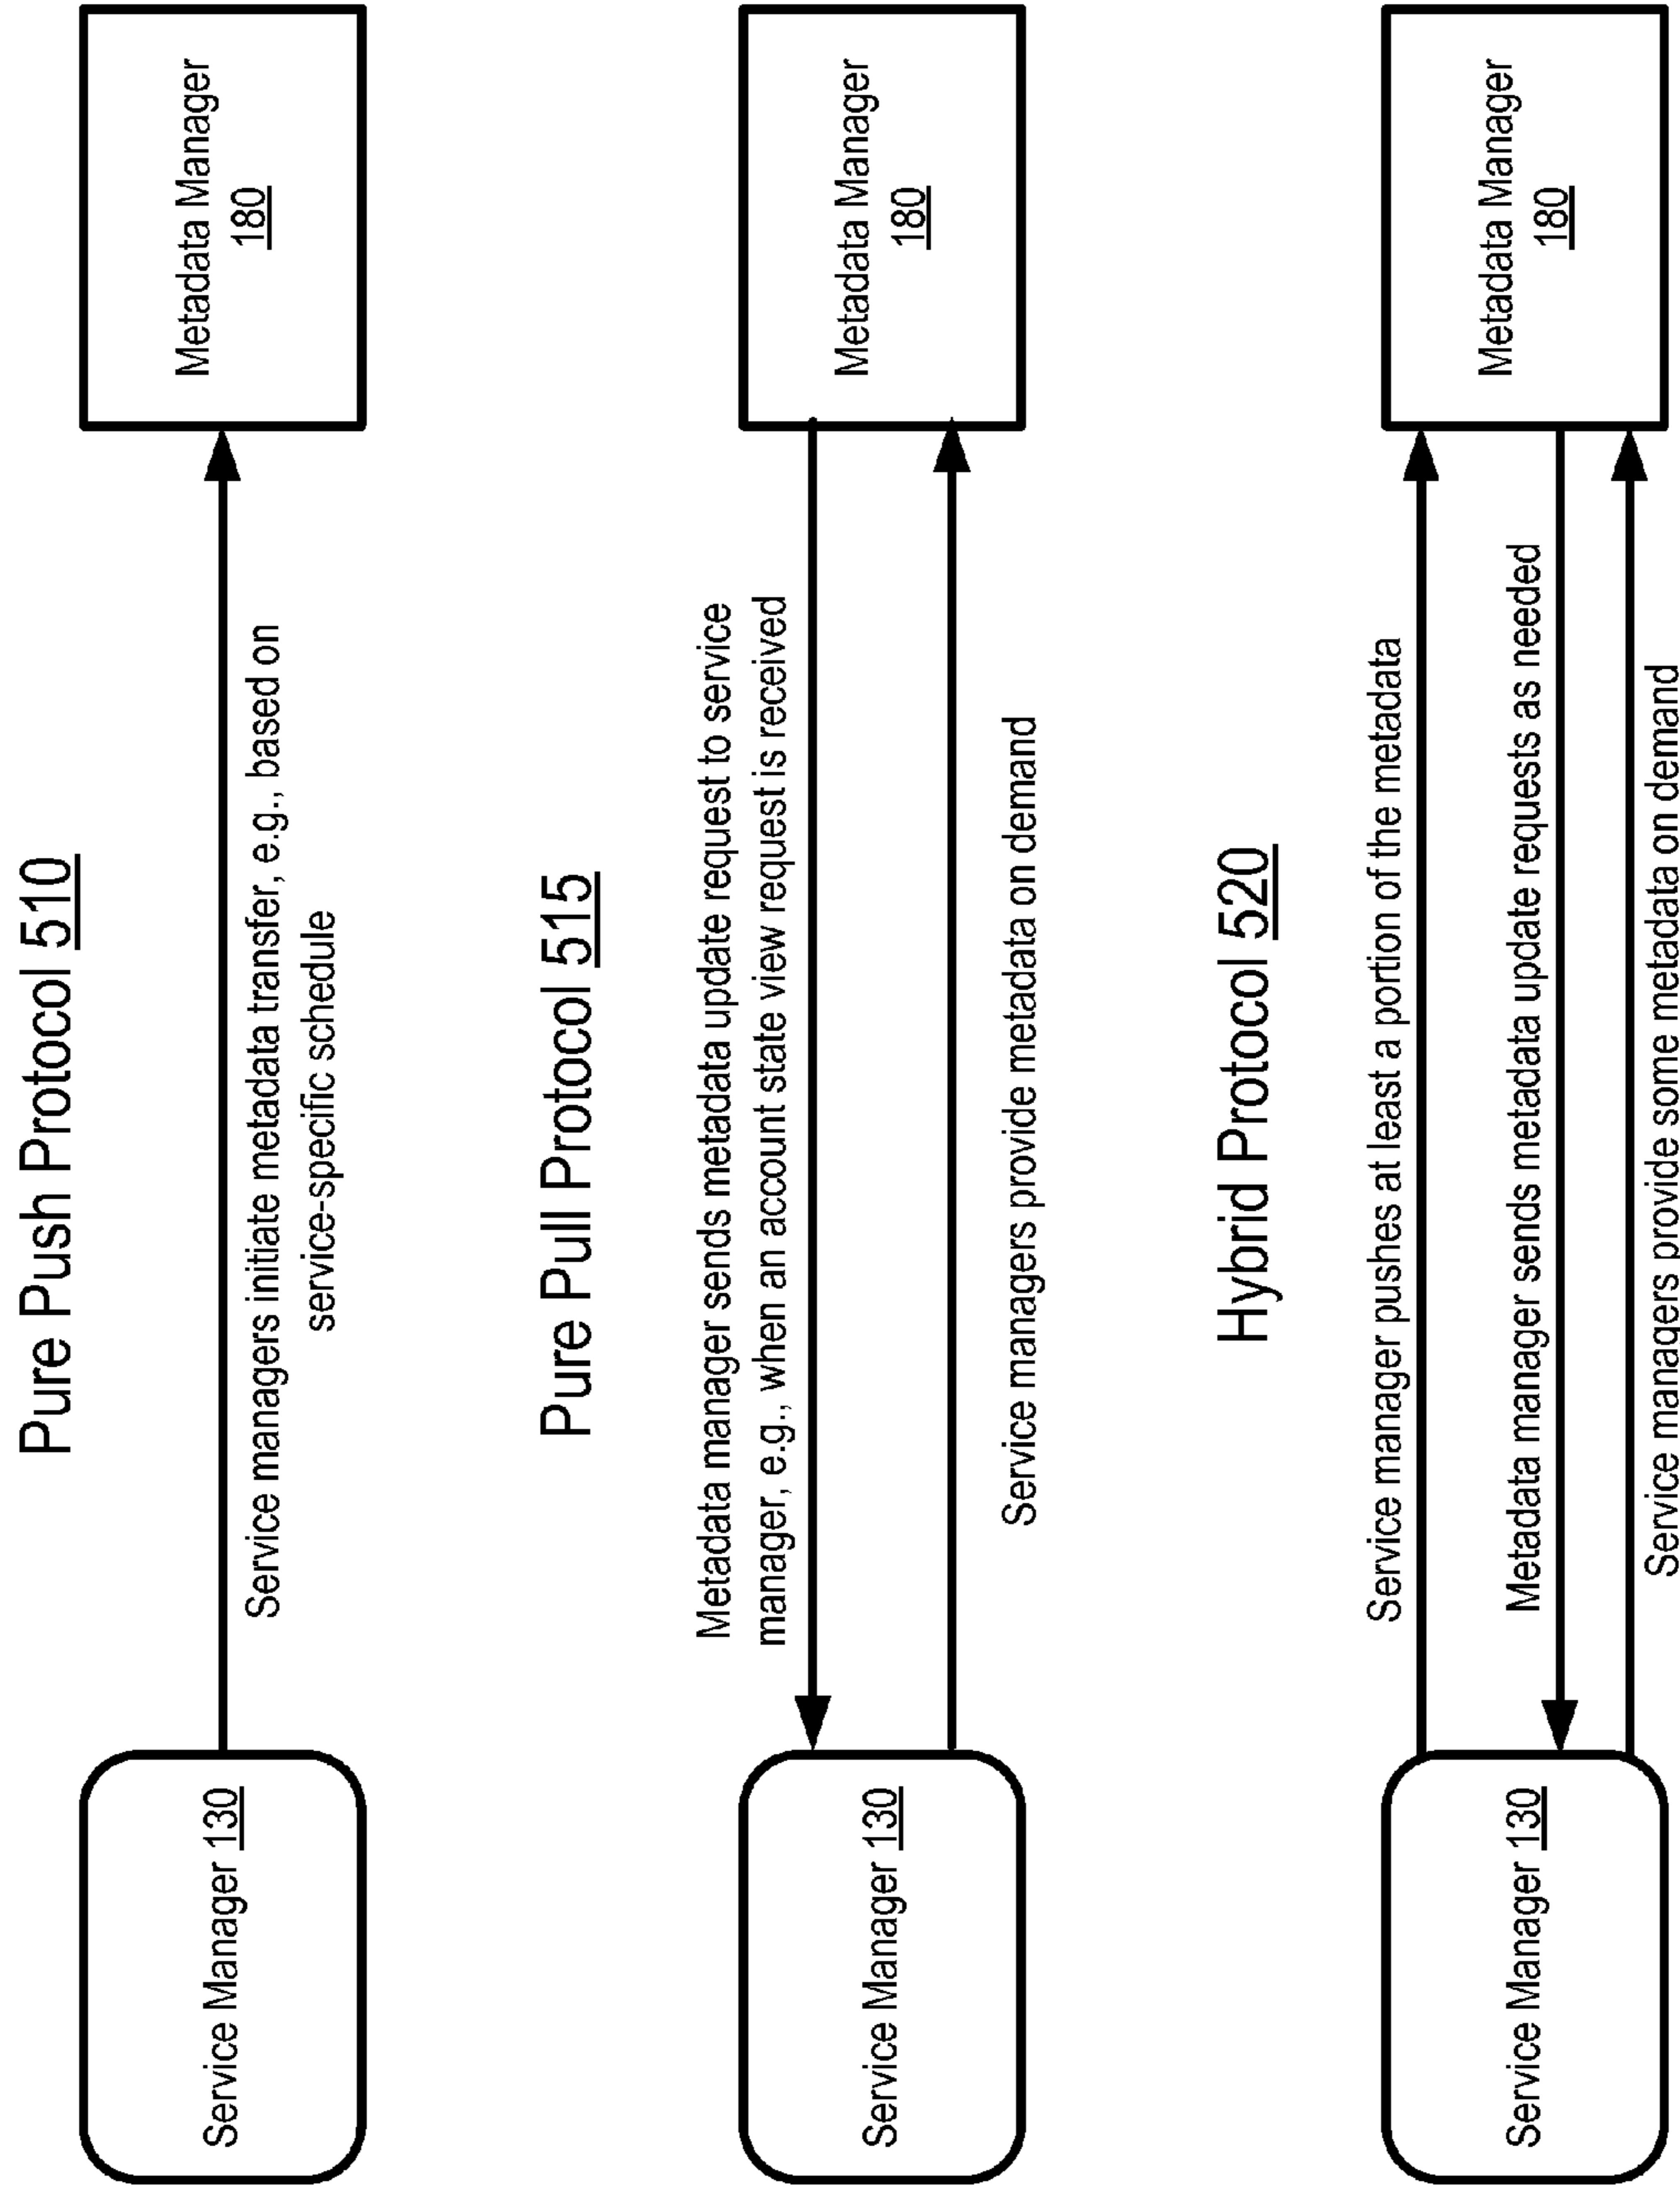 Pure Push Protocol 510
Service Manager 130
Metadata Manager
180
Service managers initiate metadata transfer, e.g., based on
service-specific schedule
Pure Pull Protocol 515
Metadata manager sends metadata update request to service
manager, e.g., when an account state view request is received
Service Manager 130
Metadata Manager
180
Service managers provide metadata on demand
Hybrid Protocol 520
Service manager pushes at least a portion of the metadata
Service Manager 130
Metadata Manager
180
Metadata manager sends metadata update requests as needed
Service managers provide some metadata on demand